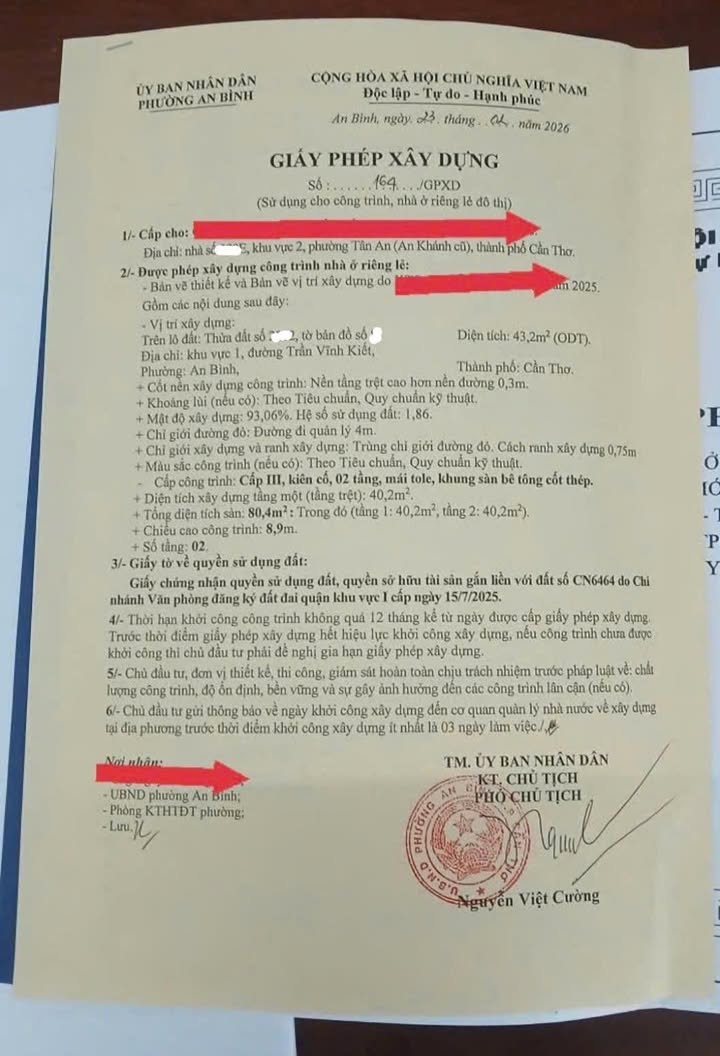 ỦY BAN NHÂN DÂN
PHƯỜNG AN BÌNH
CỘNG HÒA XÃ HỘI CHỦ NGHĨA VIỆT NAM
Độc lập - Tự do - Hạnh phúc
An Bình, ngày 23 tháng 02 năm 2026
GIẤY PHÉP XÂY DỰNG
Số :......164..../GPXD
(Sử dụng cho công trình, nhà ở riêng lẻ đô thị)
1/- Cấp cho:
Địa chỉ: nhà số, khu vực 2, phường Tân An (An Khánh cũ), thành phố Cần Thơ.
2/- Được phép xây dựng công trình nhà ở riêng lẻ:
- Bản vẽ thiết kế và Bản vẽ vị trí xây dựng do 2025.
Gồm các nội dung sau đây:
- Vị trí xây dựng:
Trên lô đất: Thửa đất số, tờ bản đồ số Diện tích: 43,2m² (ODT).
Địa chỉ: khu vực 1, đường Trần Vĩnh Kiết,
Phường: An Bình, Thành phố: Cần Thơ.
+ Cốt nền xây dựng công trình: Nền tầng trệt cao hơn nền đường 0,3m.
+ Khoảng lùi (nếu có): Theo Tiêu chuẩn, Quy chuẩn kỹ thuật.
+ Mật độ xây dựng: 93,06%. Hệ số sử dụng đất: 1,86.
+ Chỉ giới đường đỏ: Đường đi quản lý 4m.
+ Chỉ giới xây dựng và ranh xây dựng: Trùng chỉ giới đường đỏ. Cách ranh xây dựng 0,75m
+ Màu sắc công trình (nếu có): Theo Tiêu chuẩn, Quy chuẩn kỹ thuật.
- Cấp công trình: Cấp III, kiên cố, 02 tầng, mái tole, khung sàn bê tông cốt thép.
+ Diện tích xây dựng tầng một (tầng trệt): 40,2m².
+ Tổng diện tích sàn: 80,4m² : Trong đó (tầng 1: 40,2m², tầng 2: 40,2m²).
+ Chiều cao công trình: 8,9m.
+ Số tầng: 02.
3/- Giấy tờ về quyền sử dụng đất:
Giấy chứng nhận quyền sử dụng đất, quyền sở hữu tài sản gắn liền với đất số CN6464 do Chi
nhánh Văn phòng đăng ký đất đai quận khu vực I cấp ngày 15/7/2025.
4/- Thời hạn khởi công công trình không quá 12 tháng kể từ ngày được cấp giấy phép xây dựng.
Trước thời điểm giấy phép xây dựng hết hiệu lực khởi công xây dựng, nếu công trình chưa được
khởi công thì chủ đầu tư phải đề nghị gia hạn giấy phép xây dựng.
5/- Chủ đầu tư, đơn vị thiết kế, thi công, giám sát hoàn toàn chịu trách nhiệm trước pháp luật về: chất
lượng công trình, độ ổn định, bền vững và sự gây ảnh hưởng đến các công trình lân cận (nếu có).
6/- Chủ đầu tư gửi thông báo về ngày khởi công xây dựng đến cơ quan quản lý nhà nước về xây dựng
tại địa phương trước thời điểm khởi công xây dựng ít nhất là 03 ngày làm việc./.
Nơi nhận:
- UBND phường An Bình;
- Phòng KTHTĐT phường;
- Lưu.
TM. ỦY BAN NHÂN DÂN
KT. CHỦ TỊCH
PHÓ CHỦ TỊCH
U.B.N.D PHƯỜNG AN BÌNH
Nguyễn Việt Cường